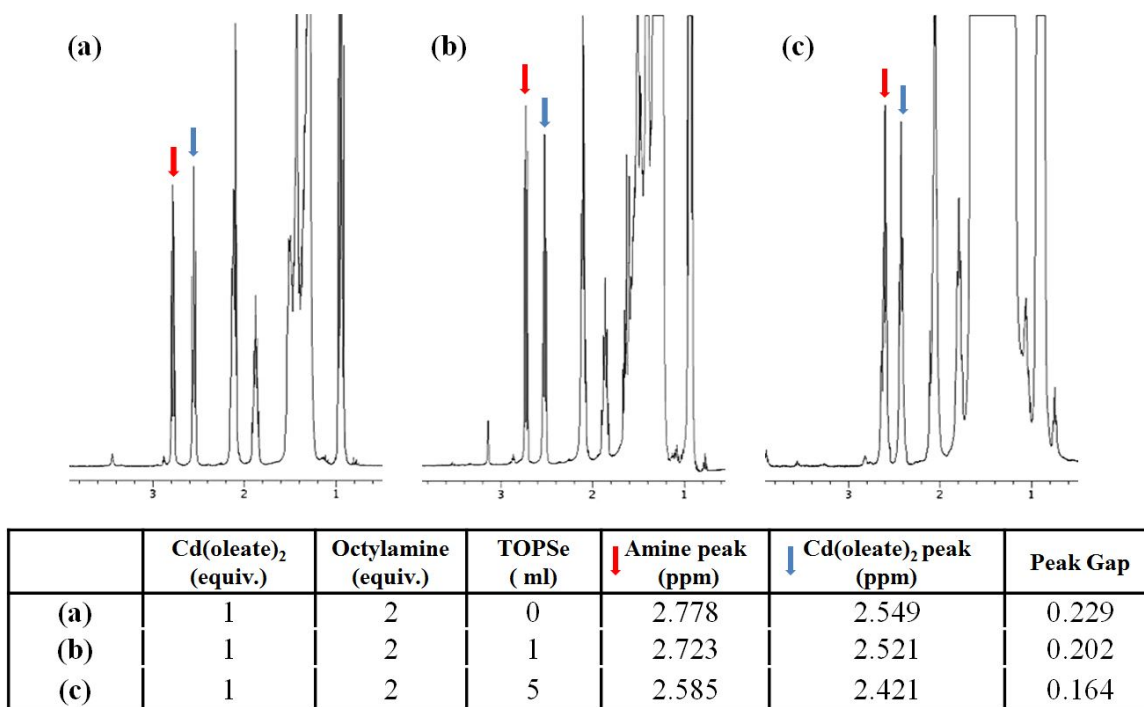 (a)
(b)
(c)
3 2 1
3 2 1
3 2 1
Cd(oleate)2 (equiv.) Octylamine (equiv.) TOPSe ( ml) Amine peak (ppm) Cd(oleate)2 peak (ppm) Peak Gap
(a) 1 2 0 2.778 2.549 0.229
(b) 1 2 1 2.723 2.521 0.202
(c) 1 2 5 2.585 2.421 0.164